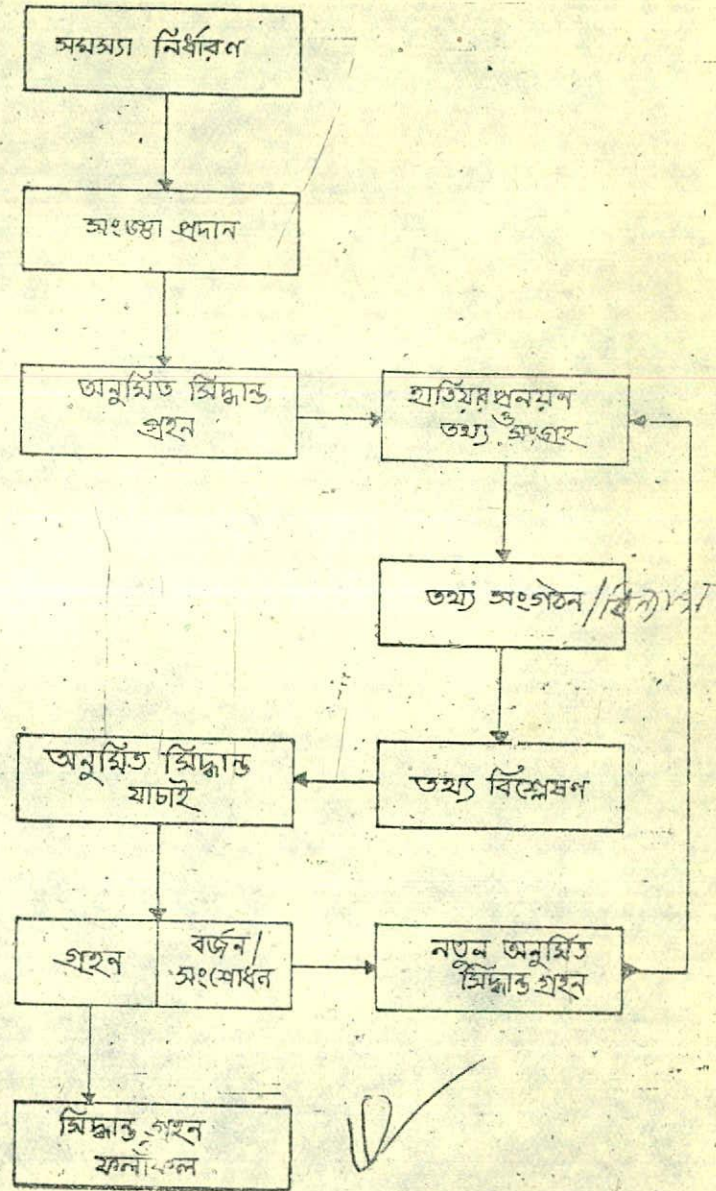 সমস্যা নির্ধারণ
সংজ্ঞা প্রদান
অনুমিত সিদ্ধান্ত
গ্রহন
হাতিয়ার প্রনয়ণ
ও
তথ্য সংগ্রহ
তথ্য সংগঠন/বিন্যাস
তথ্য বিশ্লেষণ
অনুমিত সিদ্ধান্ত
যাচাই
গ্রহন
বর্জন/
সংশোধন
নতুন অনুমিত
সিদ্ধান্ত গ্রহন
সিদ্ধান্ত গ্রহন
ফলাফল